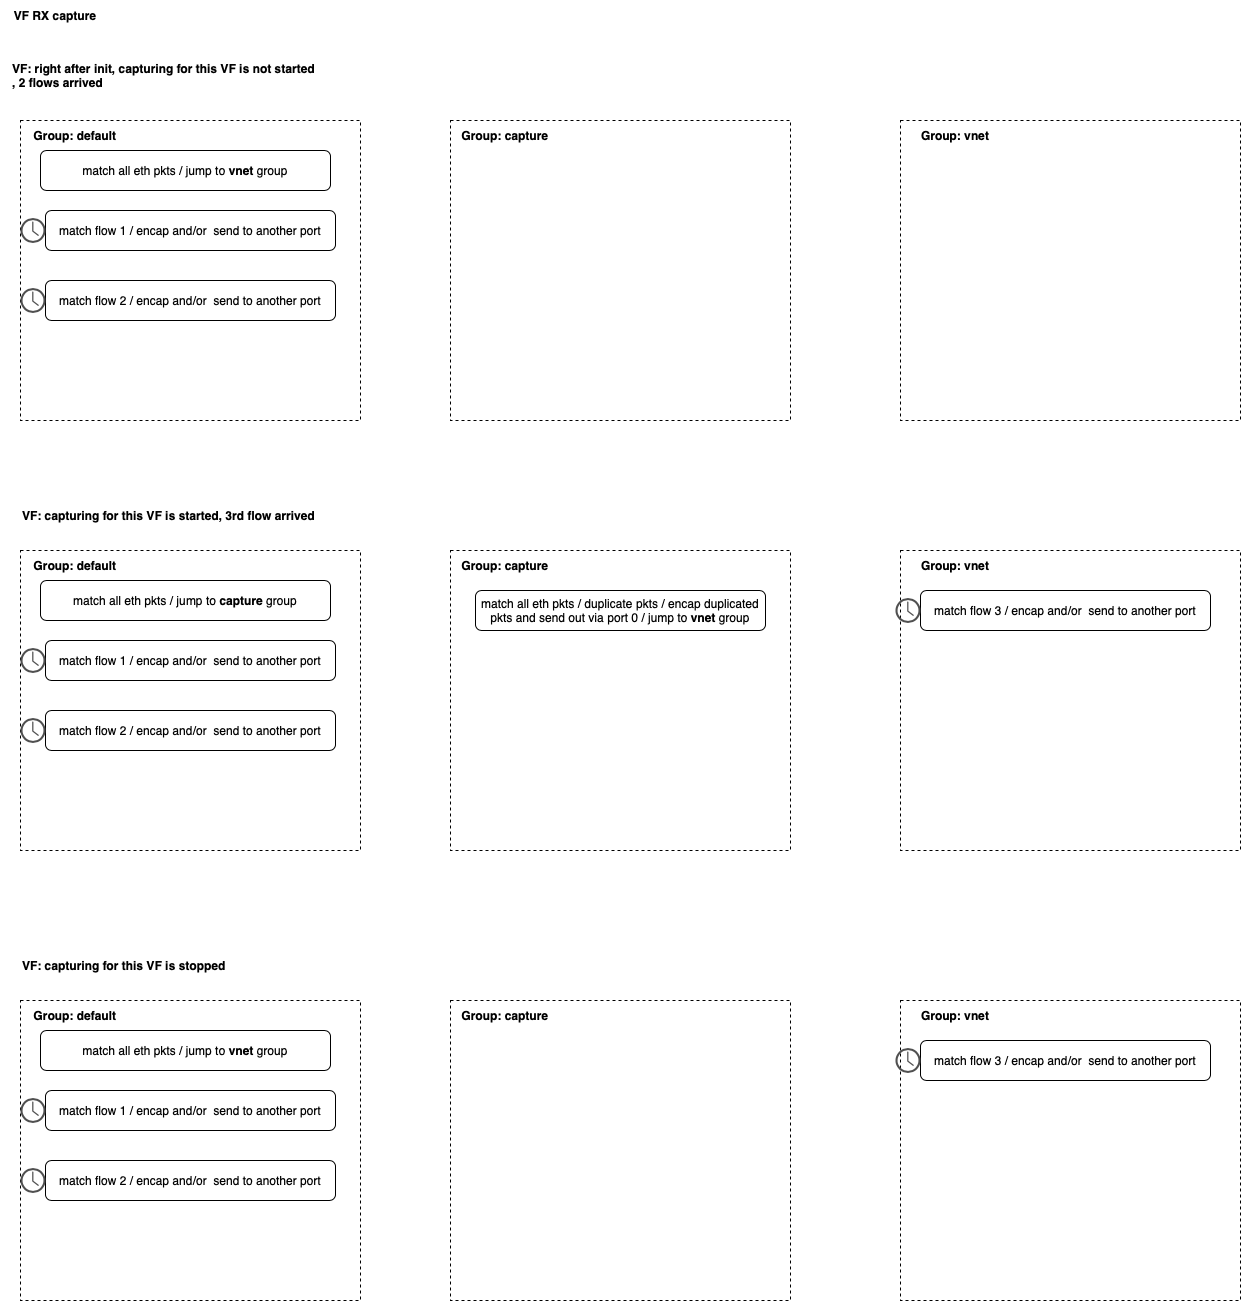 VF RX capture
VF: right after init, capturing for this VF is not started
, 2 flows arrived
Group: default
match all eth pkts / jump to vnet group
match flow 1 / encap and/or  send to another port
match flow 2 / encap and/or  send to another port
Group: capture
Group: vnet
VF: capturing for this VF is started, 3rd flow arrived
Group: default
match all eth pkts / jump to capture group
match flow 1 / encap and/or  send to another port
match flow 2 / encap and/or  send to another port
Group: capture
match all eth pkts / duplicate pkts / encap duplicated
pkts and send out via port 0 / jump to vnet group
Group: vnet
match flow 3 / encap and/or  send to another port
VF: capturing for this VF is stopped
Group: default
match all eth pkts / jump to vnet group
match flow 1 / encap and/or  send to another port
match flow 2 / encap and/or  send to another port
Group: capture
Group: vnet
match flow 3 / encap and/or  send to another port